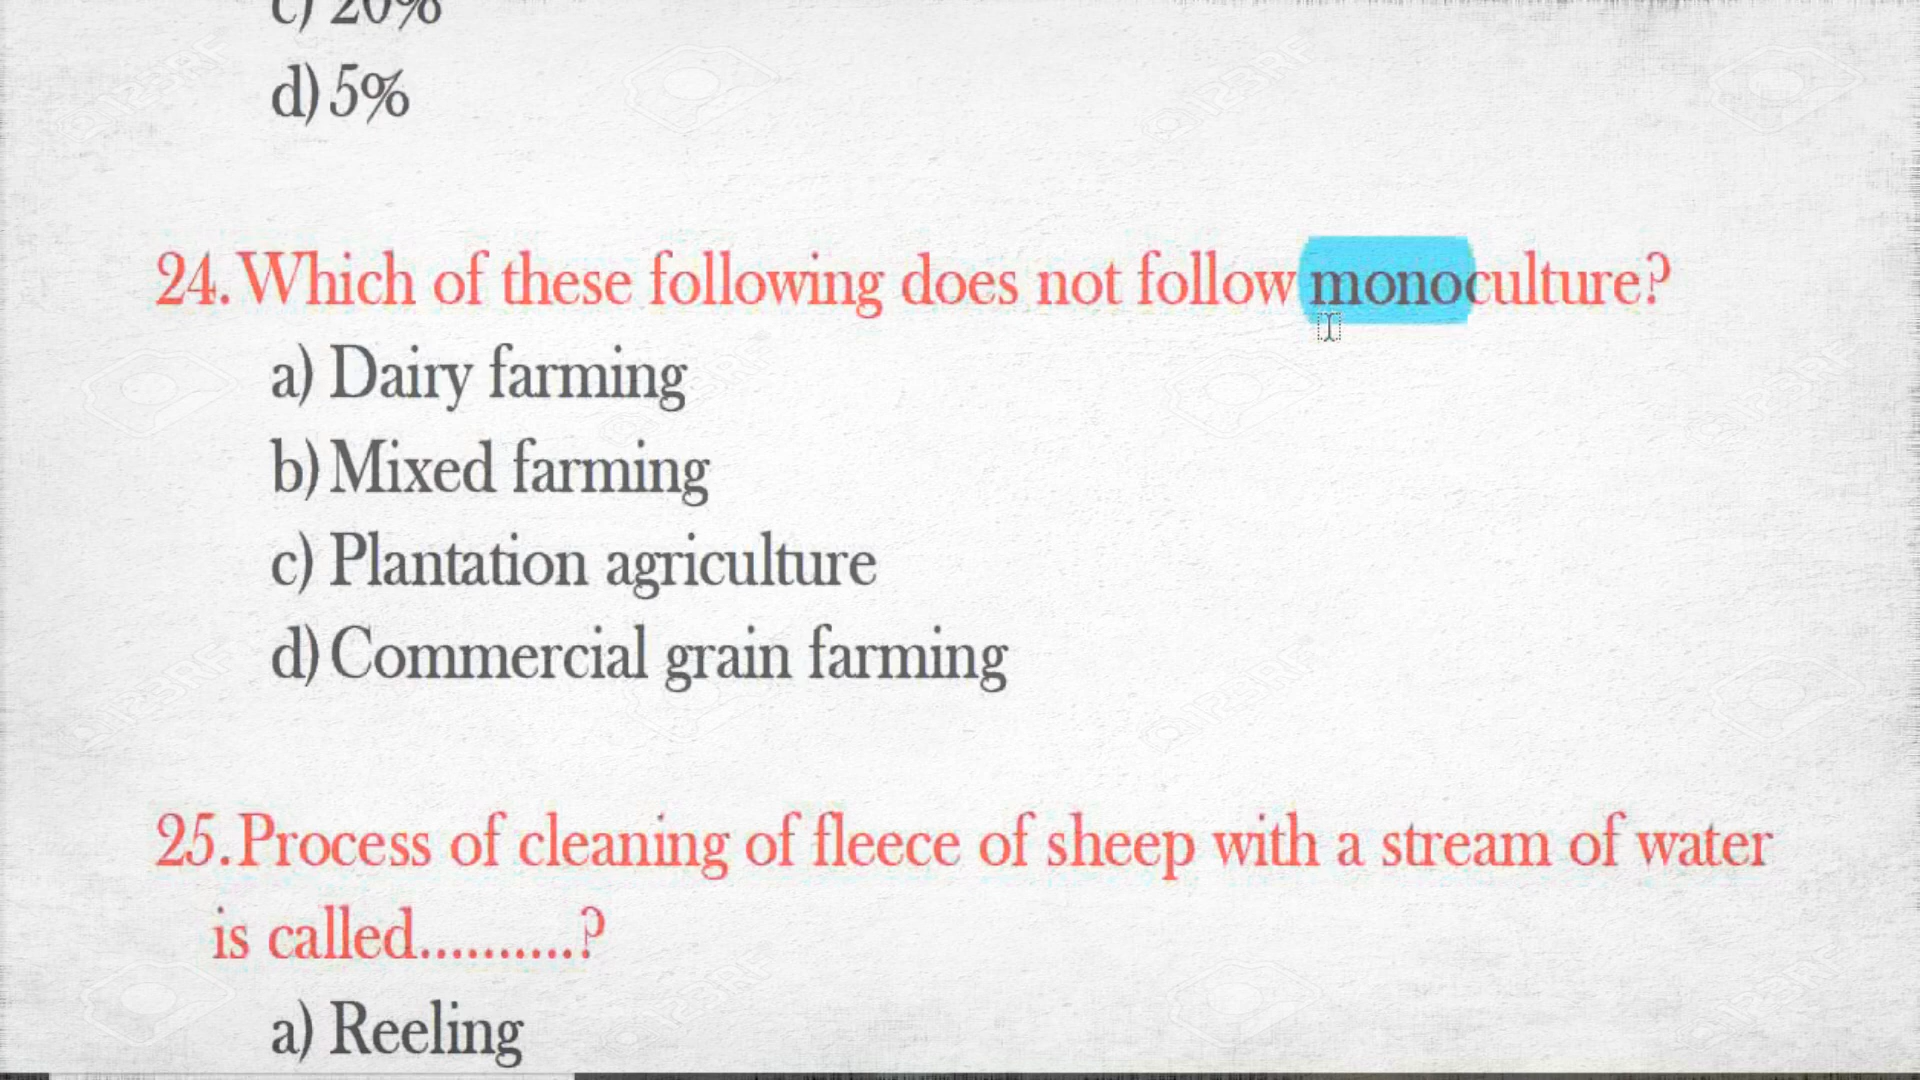 c) 20%
d) 5%
24. Which of these following does not follow monoculture?
a) Dairy farming
b) Mixed farming
c) Plantation agriculture
d) Commercial grain farming
25. Process of cleaning of fleece of sheep with a stream of water
is called..........?
a) Reeling